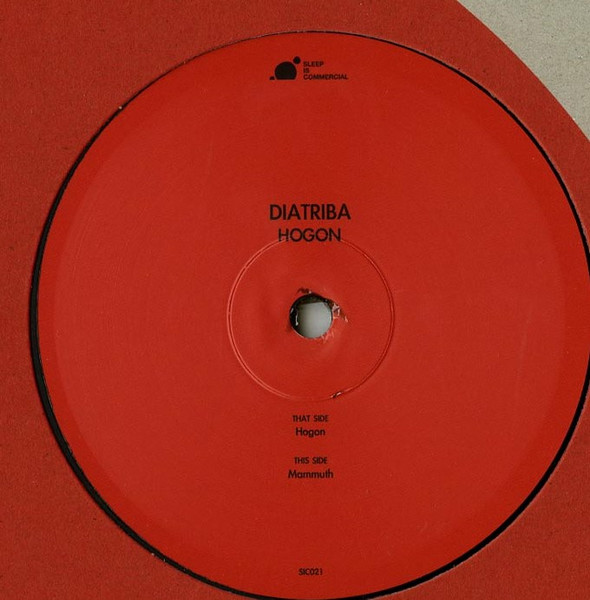 SLEEP
IS
COMMERCIAL
DIATRIBA
HOGON
THAT SIDE
Hogon
THIS SIDE
Mammuth
SIC021